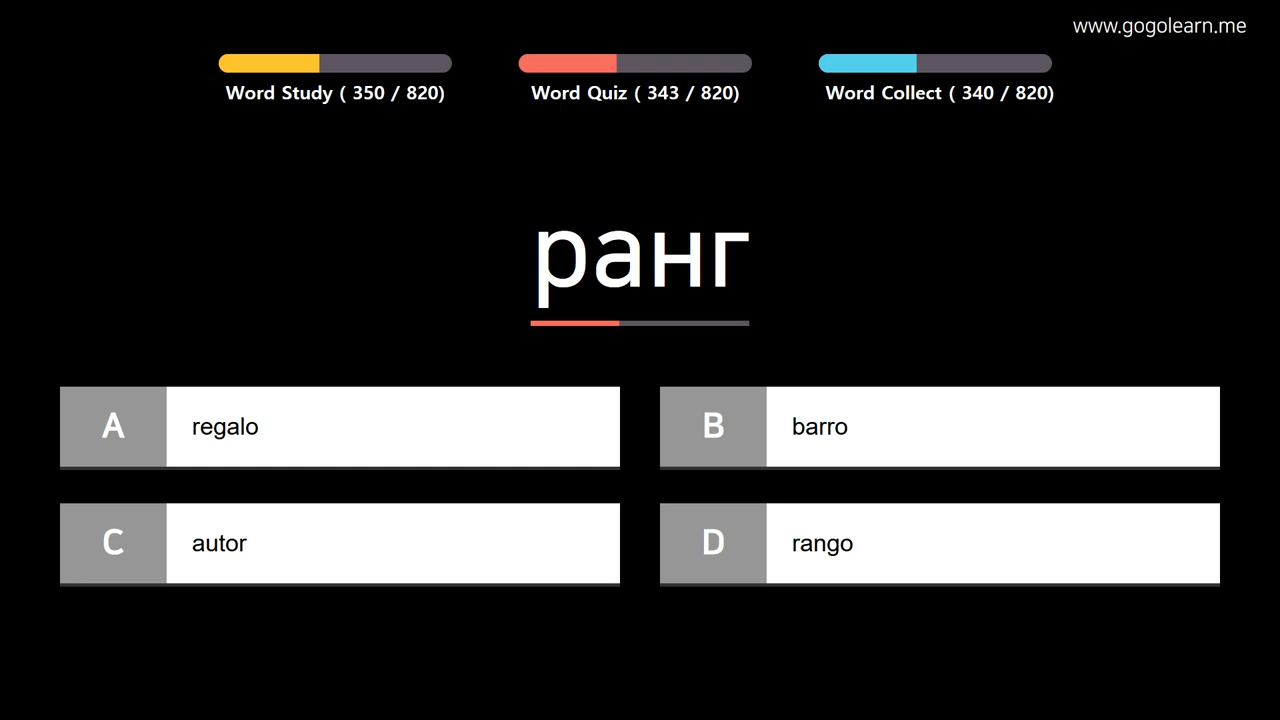 www.gogolearn.me
Word Study ( 350 / 820)
Word Quiz ( 343 / 820)
Word Collect ( 340 / 820)
ранг
A
regalo
B
barro
C
autor
D
rango